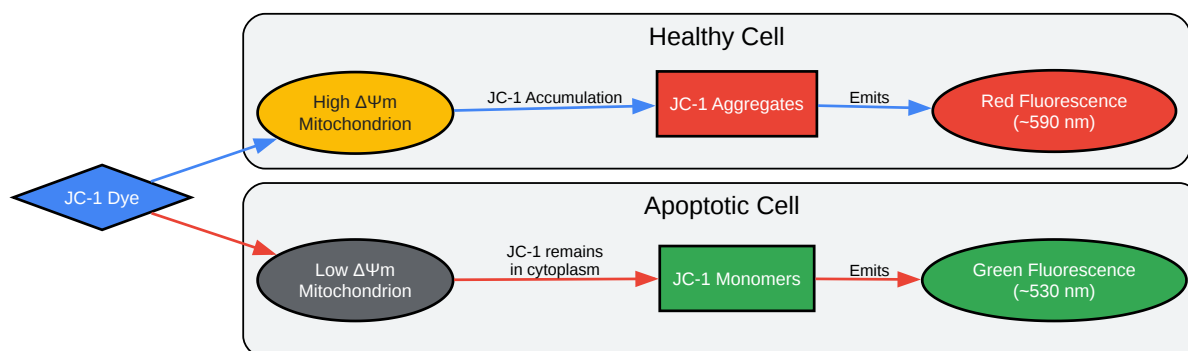 Healthy Cell
High ΔΨm
Mitochondrion
JC-1 Accumulation
JC-1 Aggregates
Emits
Red Fluorescence
(~590 nm)
JC-1 Dye
Apoptotic Cell
Low ΔΨm
Mitochondrion
JC-1 remains
in cytoplasm
JC-1 Monomers
Emits
Green Fluorescence
(~530 nm)